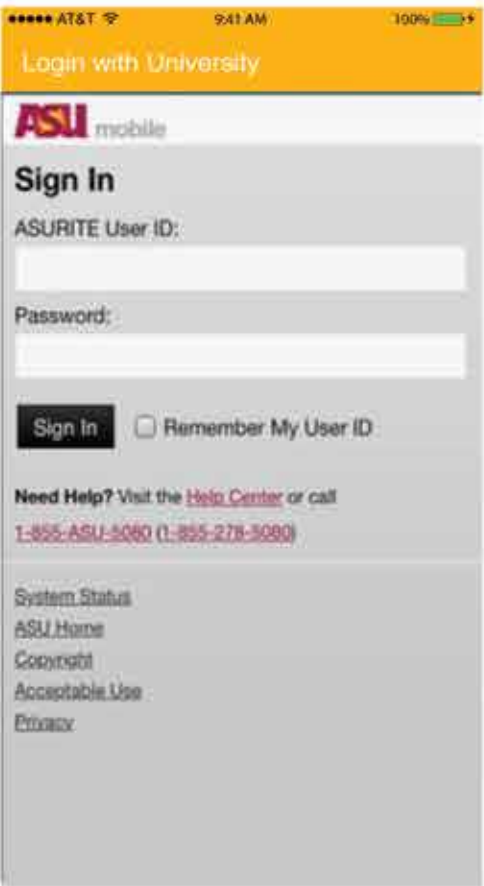 AT&T 9:41 AM 100%
Login with University
ASU mobile
Sign In
ASURITE User ID:
Password:
Sign In Remember My User ID
Need Help? Visit the Help Center or call
1-855-ASU-5080 (1-855-278-5080)
System Status
ASU Home
Copyright
Acceptable Use
Privacy